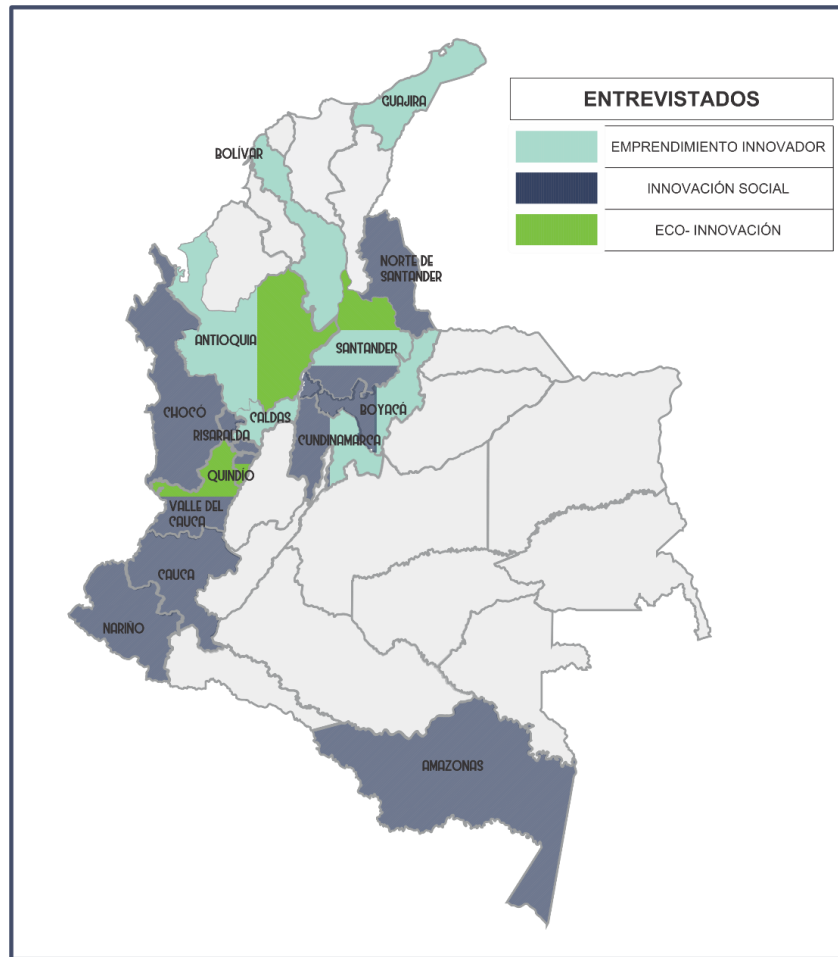 GUAJIRA
ENTREVISTADOS
EMPRENDIMIENTO INNOVADOR
BOLÍVAR
INNOVACIÓN SOCIAL
ECO- INNOVACIÓN
NORTE DE
SANTANDER
ANTIOQUIA
SANTANDER
CHOCÓ
CALDAS
BOYACÁ
RISARALDA
CUNDINAMARCA
QUINDÍO
VALLE DEL
CAUCA
CAUCA
NARIÑO
AMAZONAS